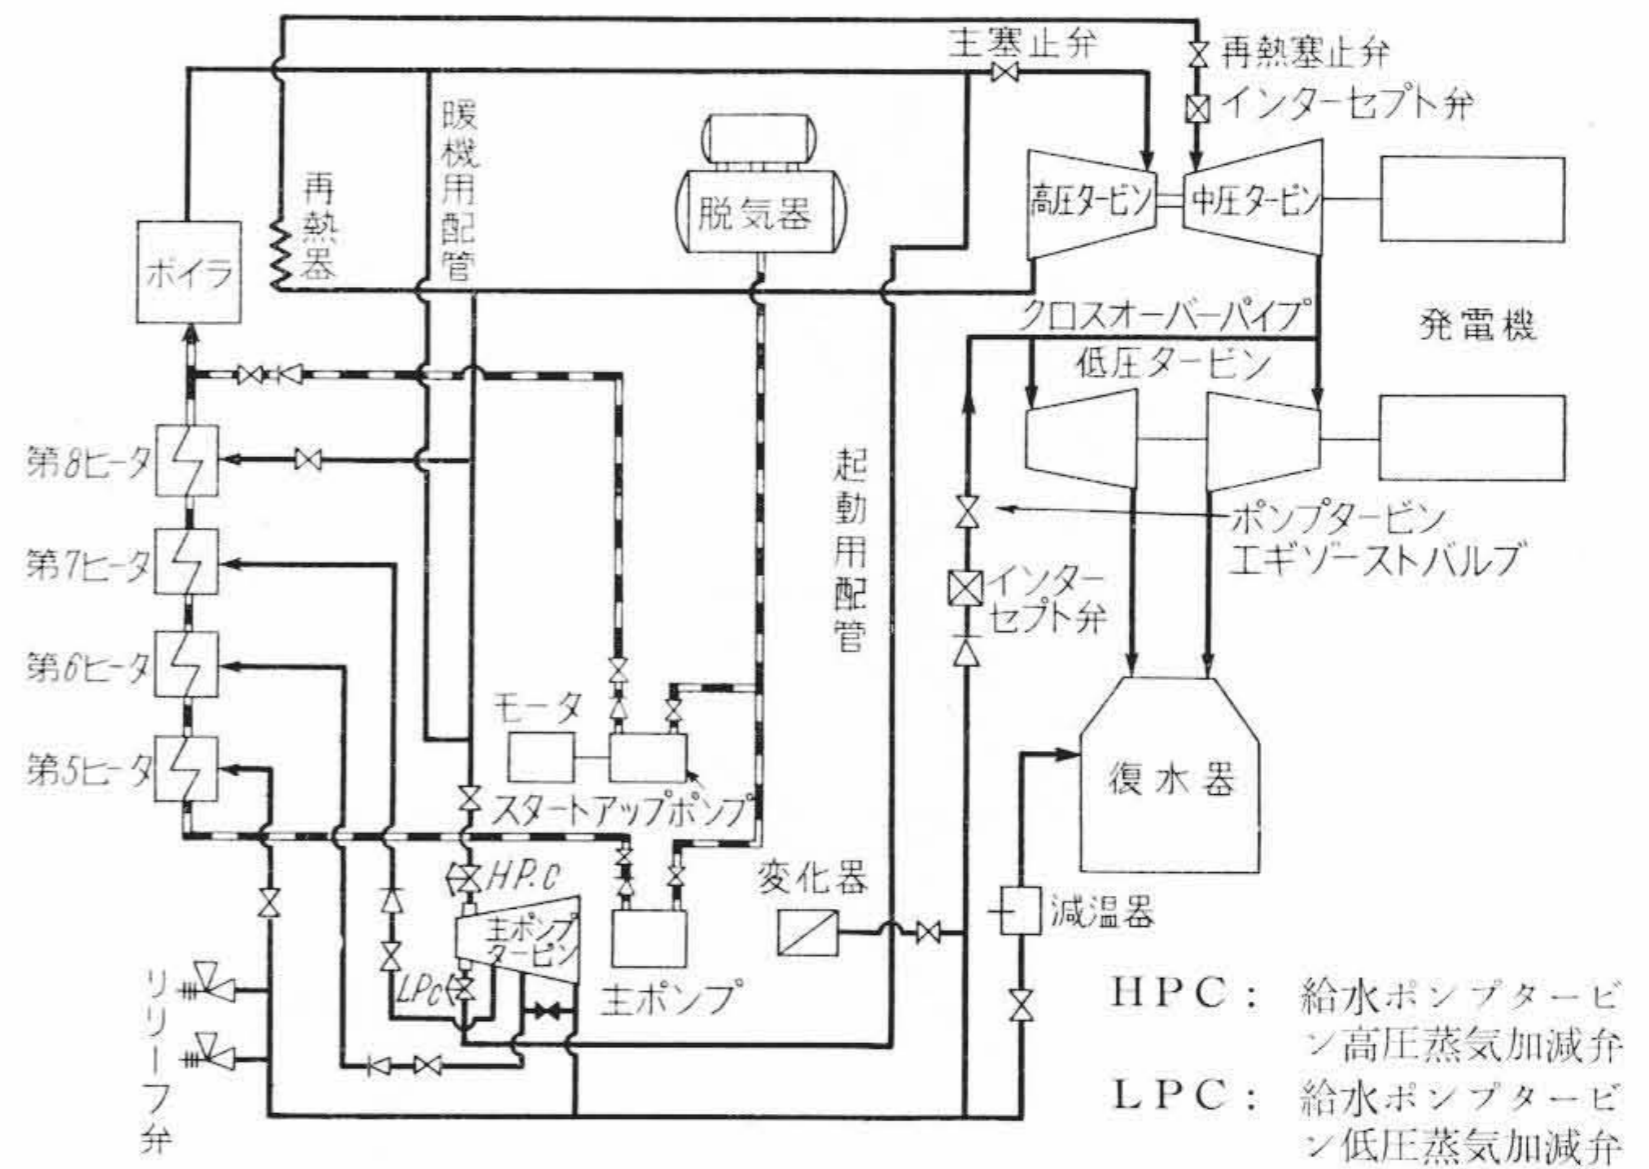 主塞止弁
再熱塞止弁
インターセプト弁
暖機用配管
再熱器
脱気器
高圧タービン
中圧タービン
ボイラ
クロスオーバーパイプ
発電機
低圧タービン
第8ヒータ
起動用配管
ポンプタービン
エギゾーストバルブ
第7ヒータ
インター
セプト弁
第6ヒータ
モータ
第5ヒータ
復水器
スタートアップポンプ
HP.C
変化器
減温器
主ポンプ
タービン
LPc
主ポンプ
リリーフ弁
HPC: 給水ポンプタービ
ン高圧蒸気加減弁
LPC: 給水ポンプタービ
ン低圧蒸気加減弁